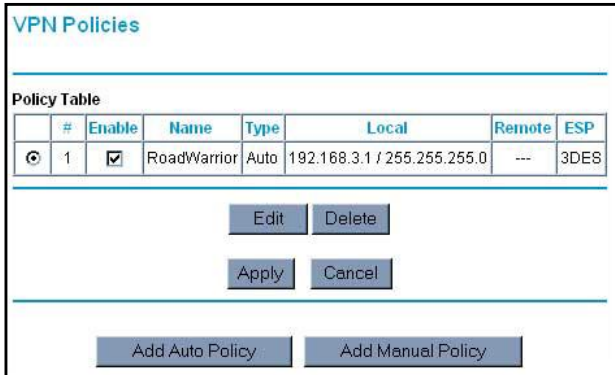 VPN Policies
Policy Table
# Enable Name Type Local Remote ESP
1 RoadWarrior Auto 192.168.3.1 / 255.255.255.0 --- 3DES
Edit Delete
Apply Cancel
Add Auto Policy Add Manual Policy